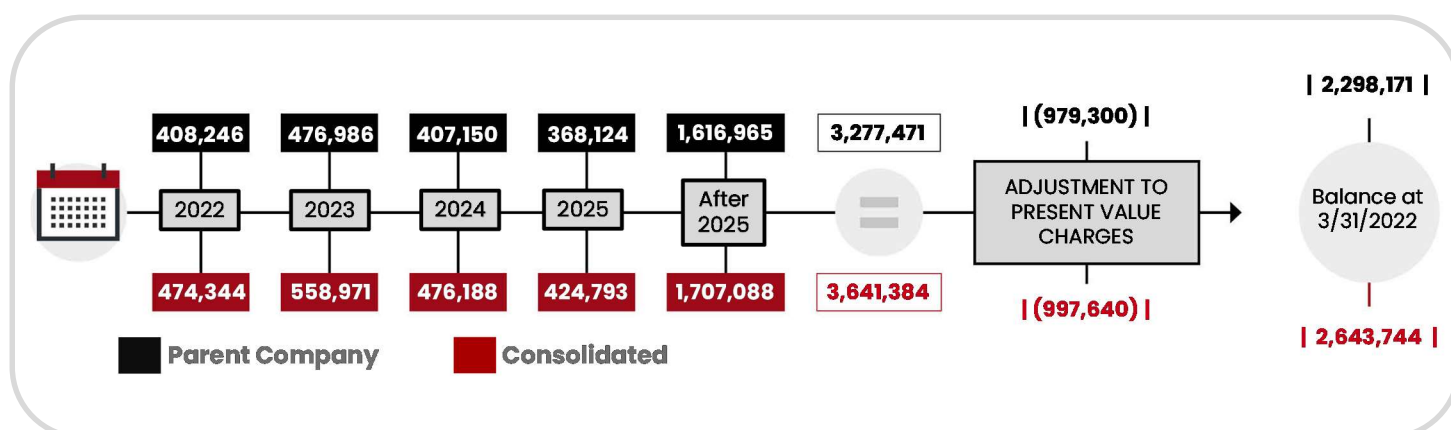 | 2,298,171 |
408,246 476,986 407,150 368,124 1,616,965 3,277,471 | (979,300) |
2022 2023 2024 2025 After 2025 = ADJUSTMENT TO
PRESENT VALUE
CHARGES
Balance at
3/31/2022
474,344 558,971 476,188 424,793 1,707,088 3,641,384 | (997,640) |
| 2,643,744 |
Parent Company Consolidated